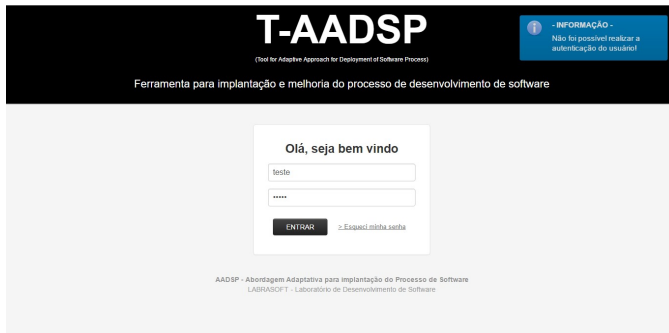 T-AADSP
(Tool for Adaptive Approach for Deployment of Software Process)
- INFORMAÇÃO -
Não foi possível realizar a
autenticação do usuário!
Ferramenta para implantação e melhoria do processo de desenvolvimento de software
Olá, seja bem vindo
teste
•••••
ENTRAR > Esqueci minha senha
AADSP - Abordagem Adaptativa para implantação do Processo de Software
LABRASOFT - Laboratório de Desenvolvimento de Software